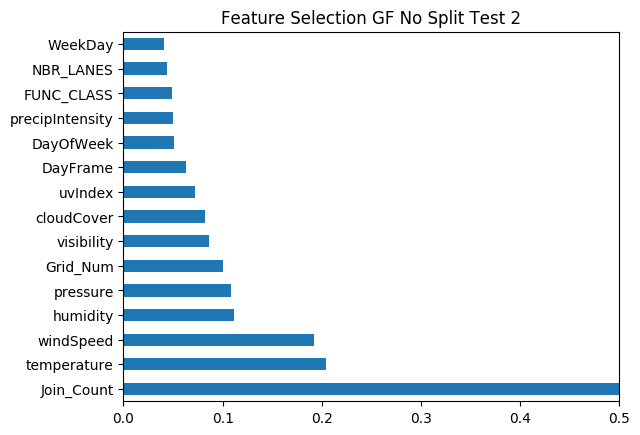 Feature Selection GF No Split Test 2
WeekDay
NBR_LANES
FUNC_CLASS
precipIntensity
DayOfWeek
DayFrame
uvIndex
cloudCover
visibility
Grid_Num
pressure
humidity
windSpeed
temperature
Join_Count
0.0 0.1 0.2 0.3 0.4 0.5